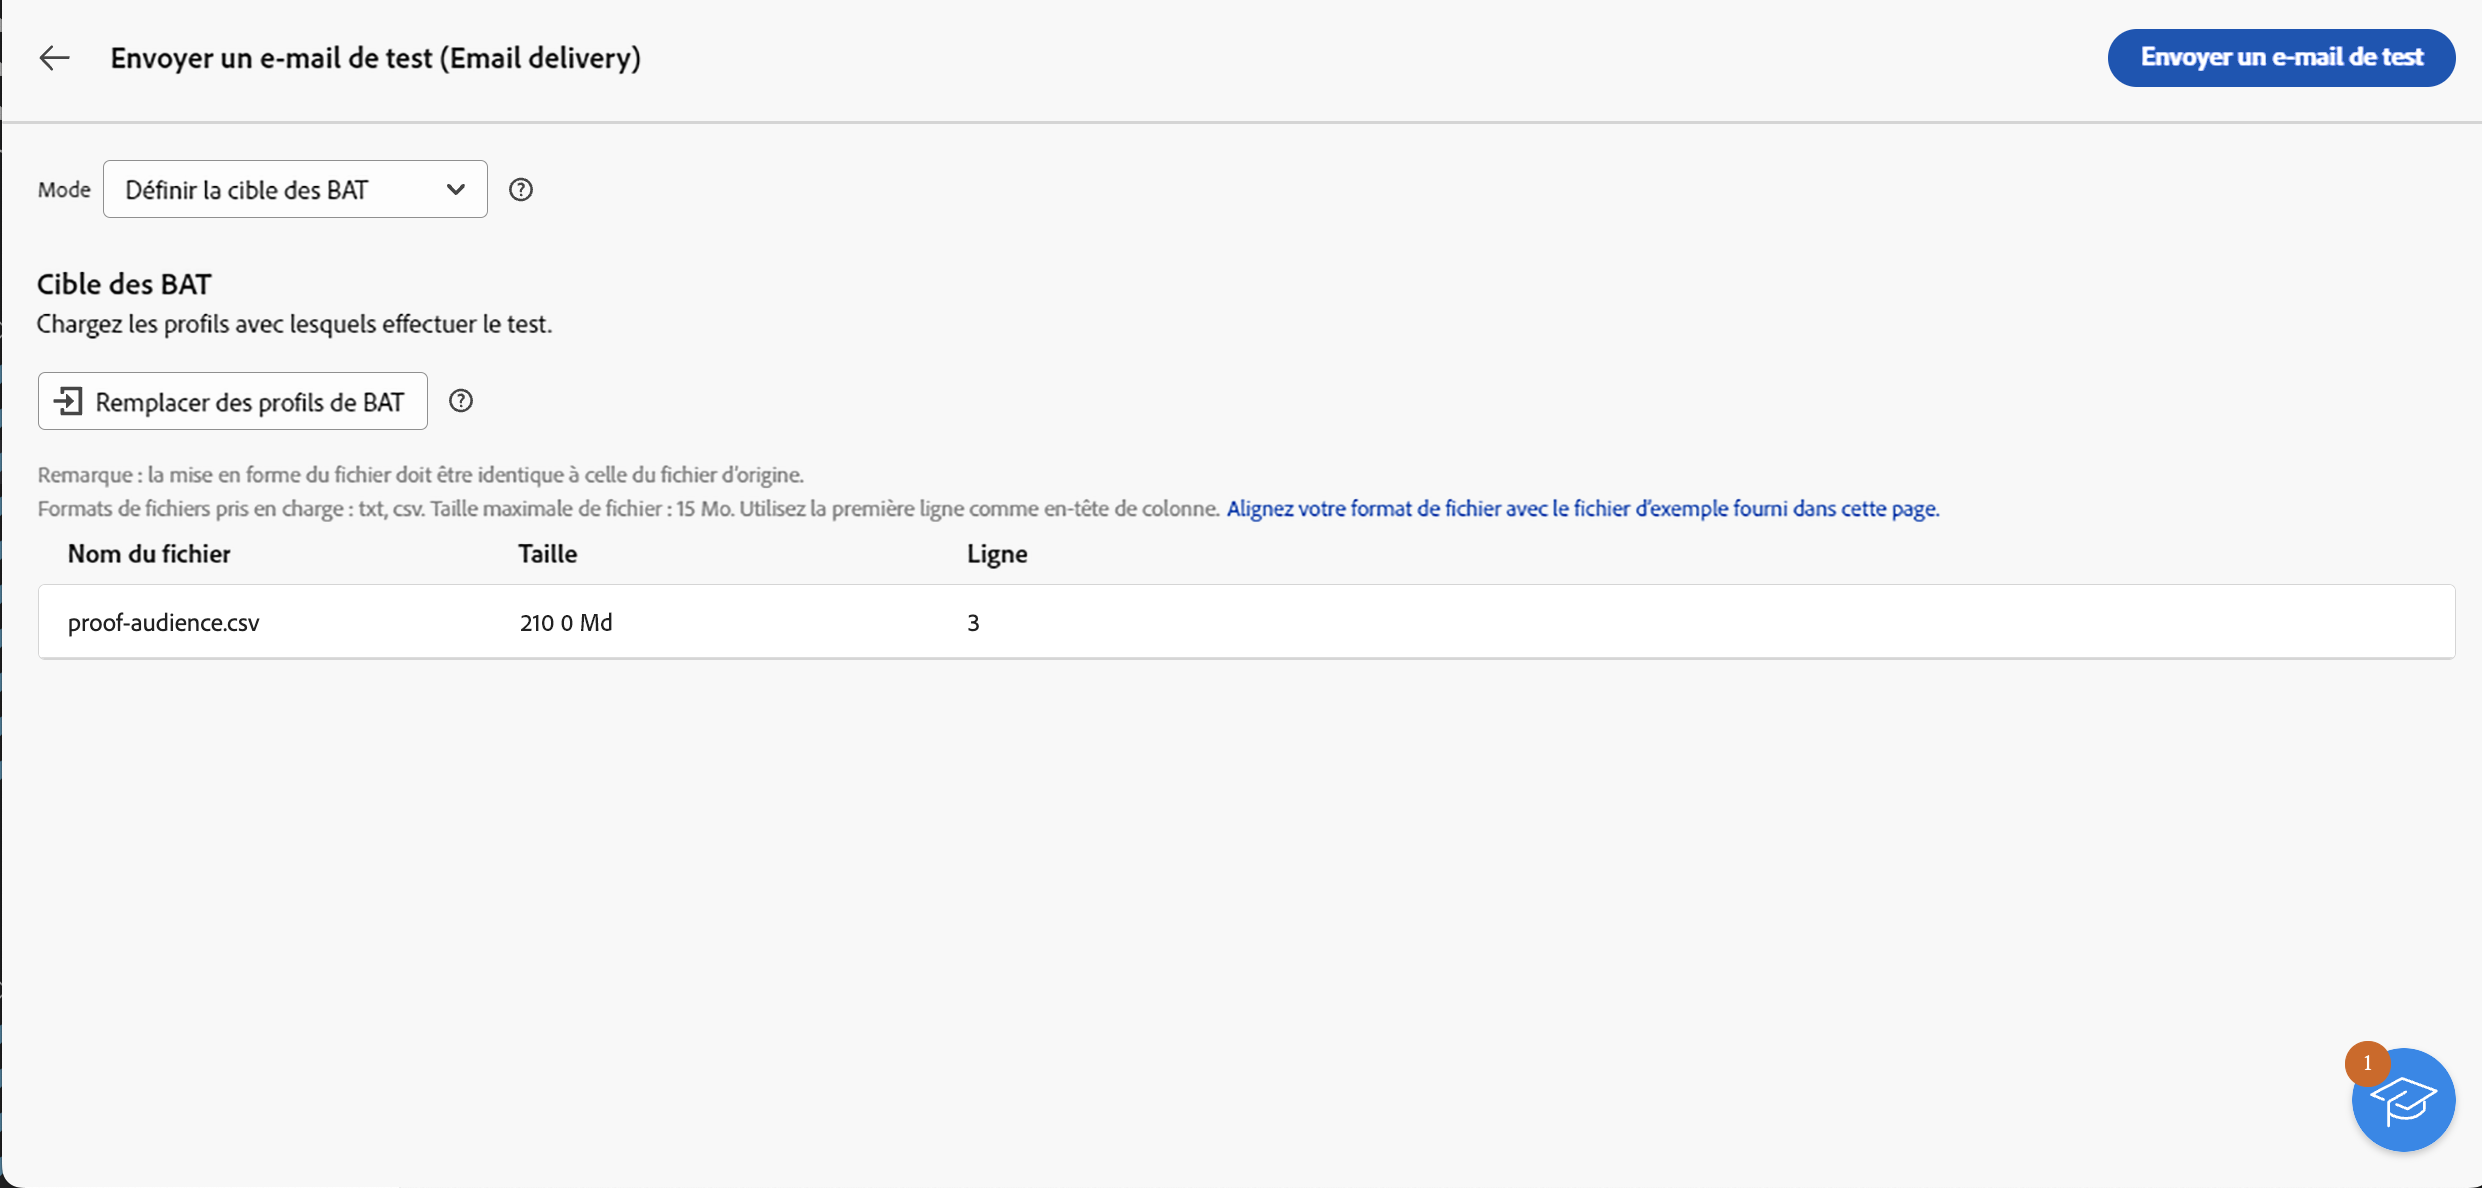 Envoyer un e-mail de test (Email delivery)
Envoyer un e-mail de test
Mode
Définir la cible des BAT
Cible des BAT
Chargez les profils avec lesquels effectuer le test.
Remplacer des profils de BAT
Remarque : la mise en forme du fichier doit être identique à celle du fichier d'origine.
Formats de fichiers pris en charge : txt, csv. Taille maximale de fichier : 15 Mo. Utilisez la première ligne comme en-tête de colonne. Alignez votre format de fichier avec le fichier d'exemple fourni dans cette page.
Nom du fichier Taille Ligne
proof-audience.csv 210 0 Md 3
1